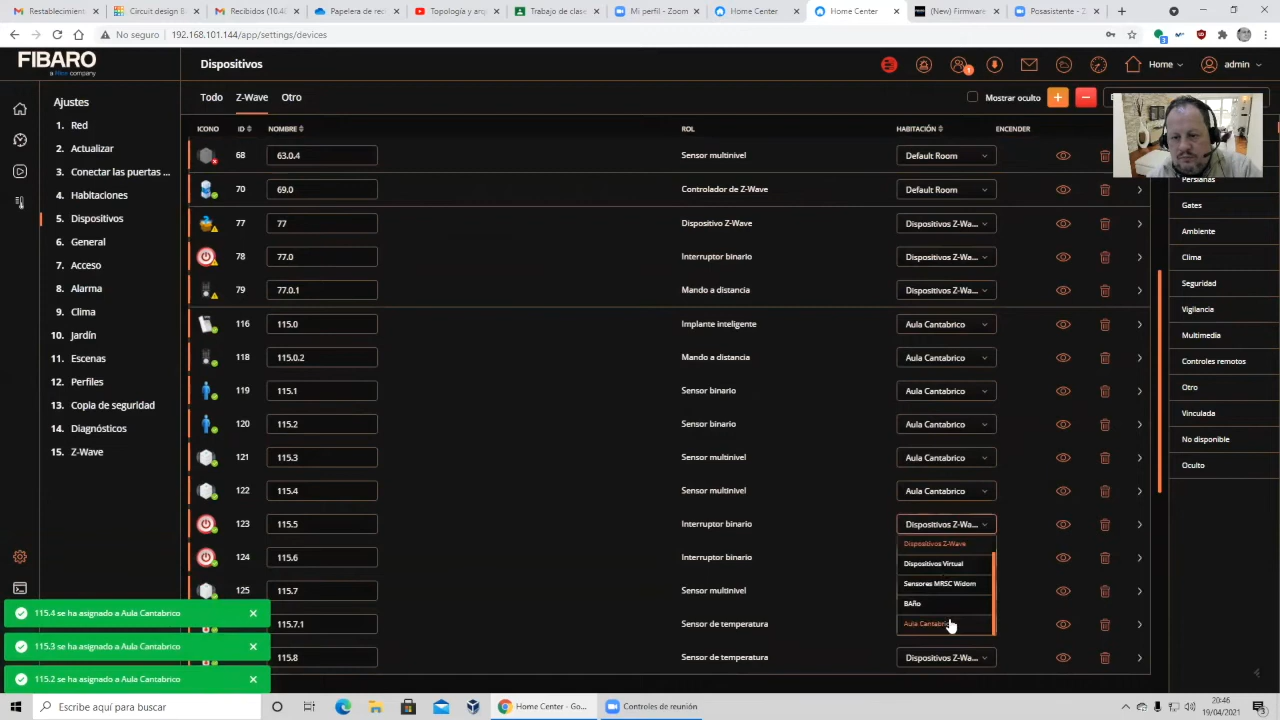 Restablecimien
Circuit design B
Recibidos (10.40
Papelera de rec
Topología y arq
Trabajo de clase
Mi perfil - Zoom
Home Center
Home Center
(New) Firmware
Posasistente - Z
No seguro
192.168.101.144/app/settings/devices
FIBARO
a Nice company
Dispositivos
1
Home
admin
Todo
Z-Wave
Otro
Mostrar oculto
Ajustes
1. Red
2. Actualizar
3. Conectar las puertas ...
4. Habitaciones
5. Dispositivos
6. General
7. Acceso
8. Alarma
9. Clima
10. Jardín
11. Escenas
12. Perfiles
13. Copia de seguridad
14. Diagnósticos
15. Z-Wave
ICONO ID NOMBRE ROL HABITACIÓN ENCENDER
68 63.0.4 Sensor multinivel Default Room
70 69.0 Controlador de Z-Wave Default Room
77 77 Dispositivo Z-Wave Dispositivos Z-Wa...
78 77.0 Interruptor binario Dispositivos Z-Wa...
79 77.0.1 Mando a distancia Dispositivos Z-Wa...
116 115.0 Implante inteligente Aula Cantabrico
118 115.0.2 Mando a distancia Aula Cantabrico
119 115.1 Sensor binario Aula Cantabrico
120 115.2 Sensor binario Aula Cantabrico
121 115.3 Sensor multinivel Aula Cantabrico
122 115.4 Sensor multinivel Aula Cantabrico
123 115.5 Interruptor binario Dispositivos Z-Wa...
124 115.6 Interruptor binario
125 115.7 Sensor multinivel
115.7.1 Sensor de temperatura
115.8 Sensor de temperatura Dispositivos Z-Wa...
Dispositivos Z-Wave
Dispositivos Virtual
Sensores MRSC Widom
BAño
Aula Cantabrico
Persianas
Gates
Ambiente
Clima
Seguridad
Vigilancia
Multimedia
Controles remotos
Otro
Vinculada
No disponible
Oculto
115.4 se ha asignado a Aula Cantabrico
115.3 se ha asignado a Aula Cantabrico
115.2 se ha asignado a Aula Cantabrico
Escribe aquí para buscar
Home Center - Go...
Controles de reunión
20:46
19/04/2021